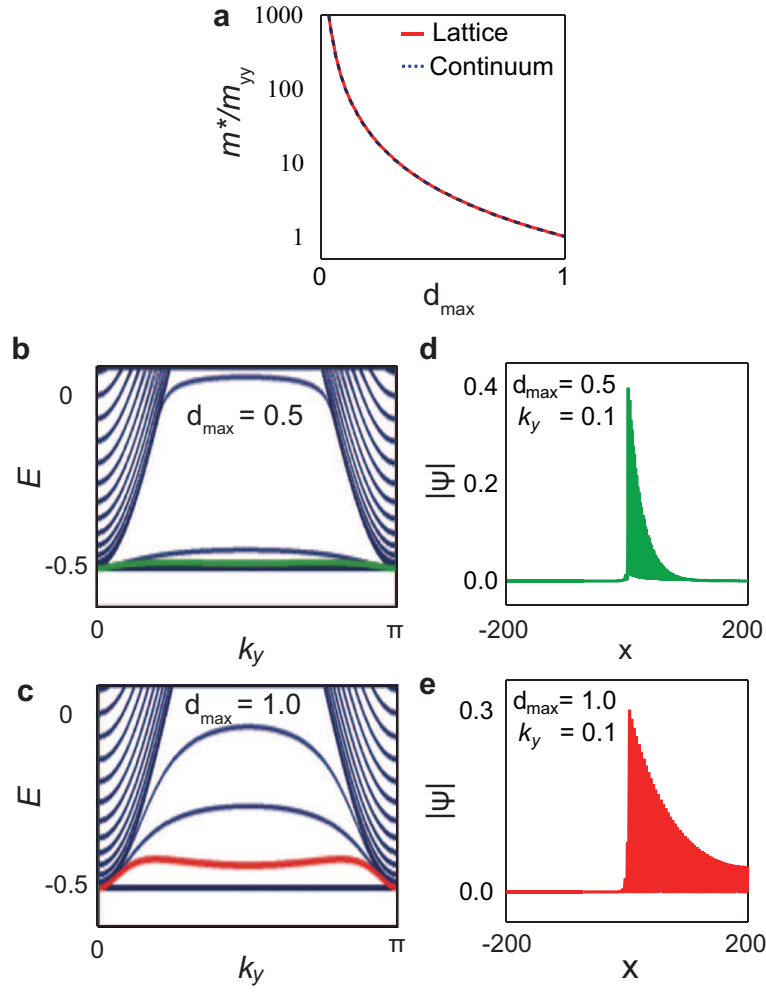 a
1000
100
10
1
m*/m_yy
Lattice
Continuum
0
1
d_max
b
0
-0.5
E
d_max = 0.5
0
π
k_y
c
0
-0.5
E
d_max = 1.0
0
π
k_y
d
0.4
0.2
0.0
|ψ|
d_max = 0.5
k_y = 0.1
-200
200
x
e
0.3
0.0
|ψ|
d_max = 1.0
k_y = 0.1
-200
200
x